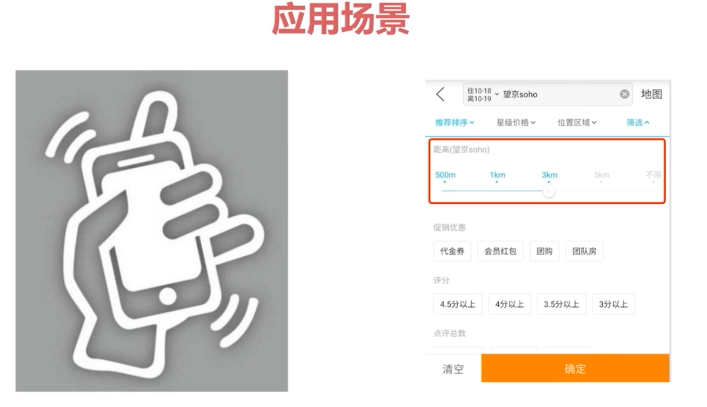 应用场景
住10-18
离10-19
望京soho
地图
推荐排序
星级价格
位置区域
筛选
距离(望京soho)
500m 1km 3km 5km 不限
促销优惠
代金券 会员红包 团购 团队房
评分
4.5分以上 4分以上 3.5分以上 3分以上
点评总数
清空 确定